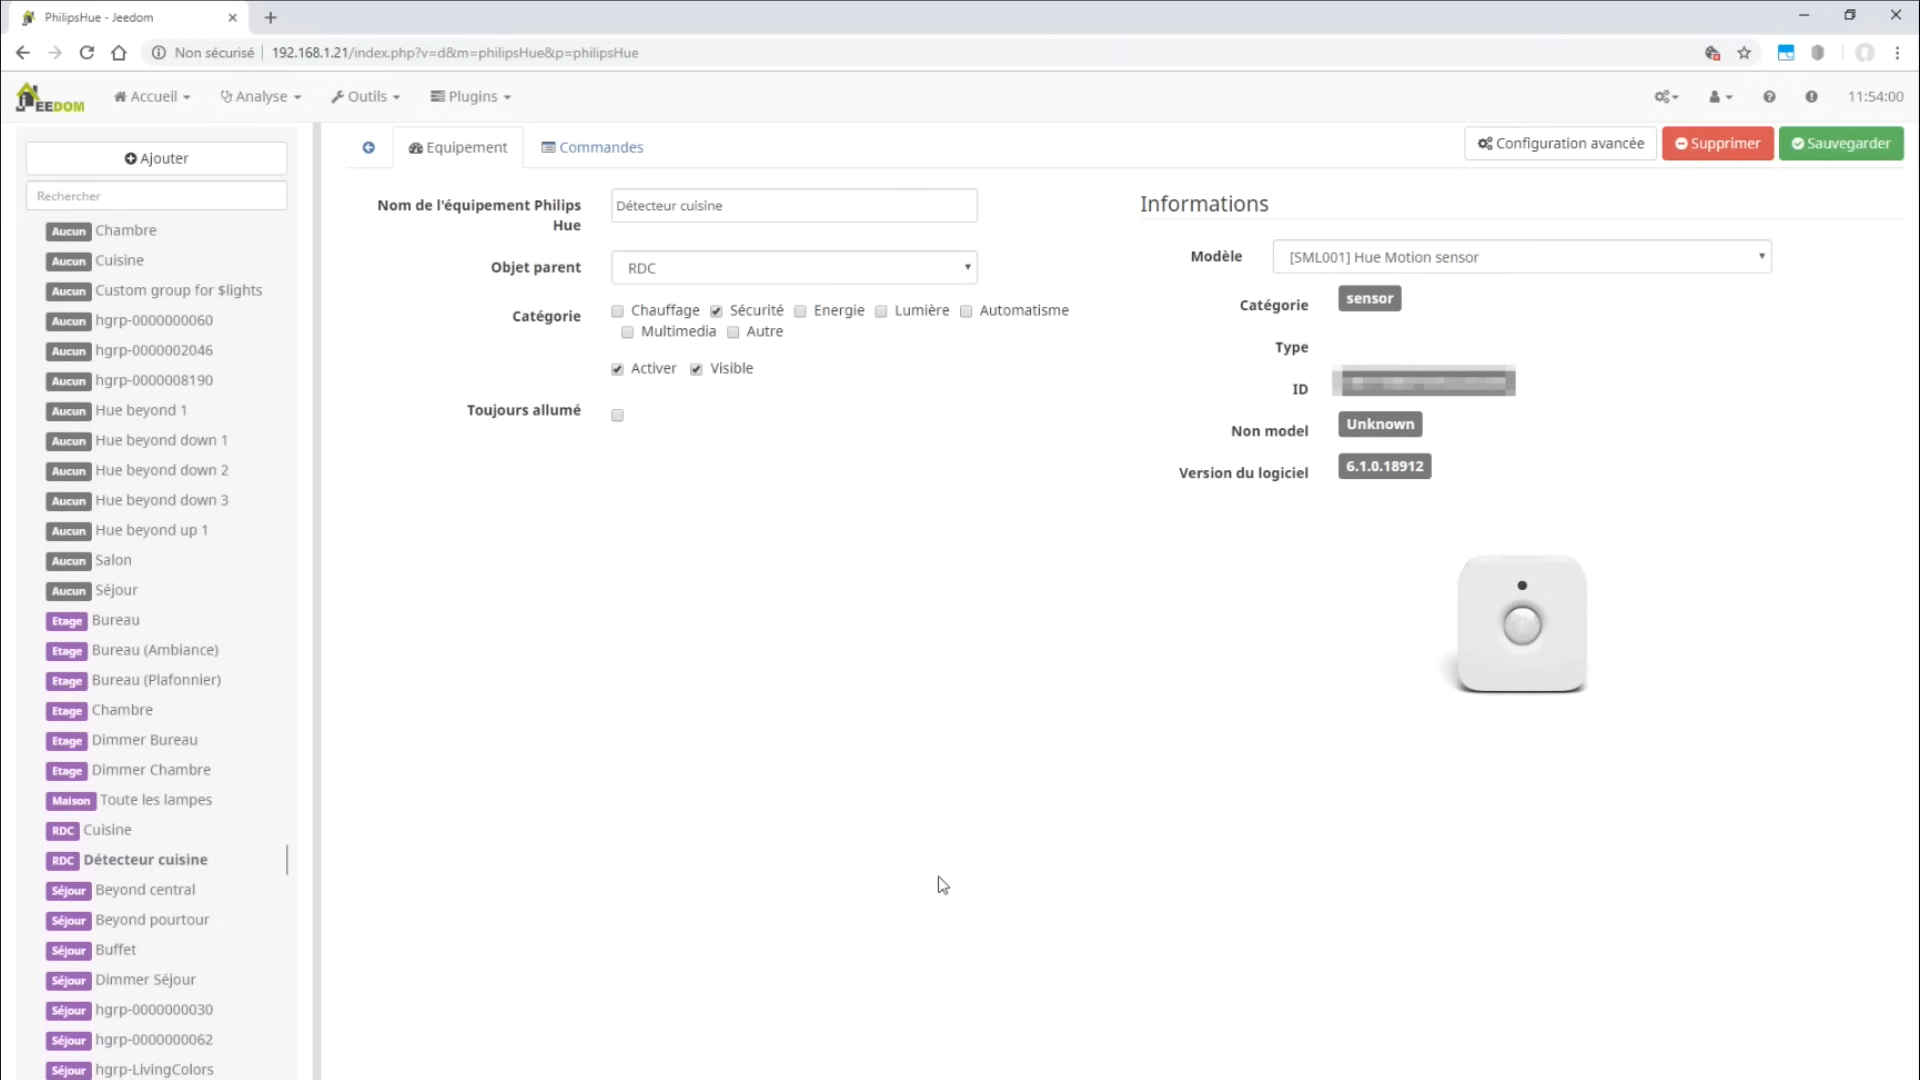 PhilipsHue - Jeedom
Non sécurisé
192.168.1.21/index.php?v=d&m=philipsHue&p=philipsHue
JEEDOM
Accueil
Analyse
Outils
Plugins
11:54:00
Ajouter
Rechercher
Aucun Chambre
Aucun Cuisine
Aucun Custom group for $lights
Aucun hgrp-0000000060
Aucun hgrp-0000002046
Aucun hgrp-0000008190
Aucun Hue beyond 1
Aucun Hue beyond down 1
Aucun Hue beyond down 2
Aucun Hue beyond down 3
Aucun Hue beyond up 1
Aucun Salon
Aucun Séjour
Etage Bureau
Etage Bureau (Ambiance)
Etage Bureau (Plafonnier)
Etage Chambre
Etage Dimmer Bureau
Etage Dimmer Chambre
Maison Toute les lampes
RDC Cuisine
RDC Détecteur cuisine
Séjour Beyond central
Séjour Beyond pourtour
Séjour Buffet
Séjour Dimmer Séjour
Séjour hgrp-0000000030
Séjour hgrp-0000000062
Séjour hgrp-LivingColors
Equipement
Commandes
Configuration avancée
Supprimer
Sauvegarder
Nom de l'équipement Philips
Hue
Détecteur cuisine
Objet parent
RDC
Catégorie
Chauffage Sécurité Energie Lumière Automatisme
Multimedia Autre
Activer Visible
Toujours allumé
Informations
Modèle
[SML001] Hue Motion sensor
Catégorie
sensor
Type
ID
Non model
Unknown
Version du logiciel
6.1.0.18912